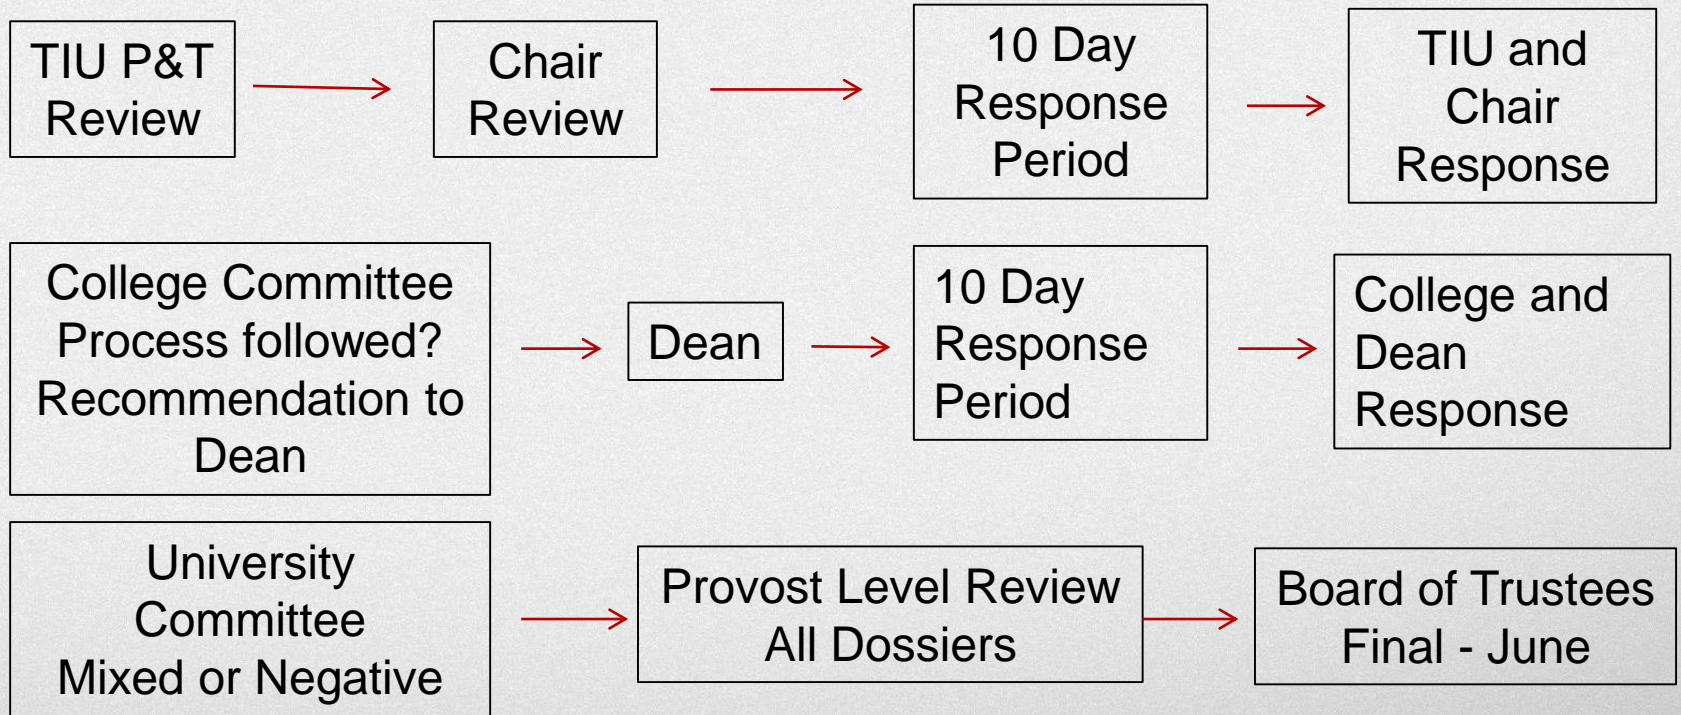 TIU P&T
Review
Chair
Review
10 Day
Response
Period
TIU and
Chair
Response
College Committee
Process followed?
Recommendation to
Dean
Dean
10 Day
Response
Period
College and
Dean
Response
University
Committee
Mixed or Negative
Provost Level Review
All Dossiers
Board of Trustees
Final - June